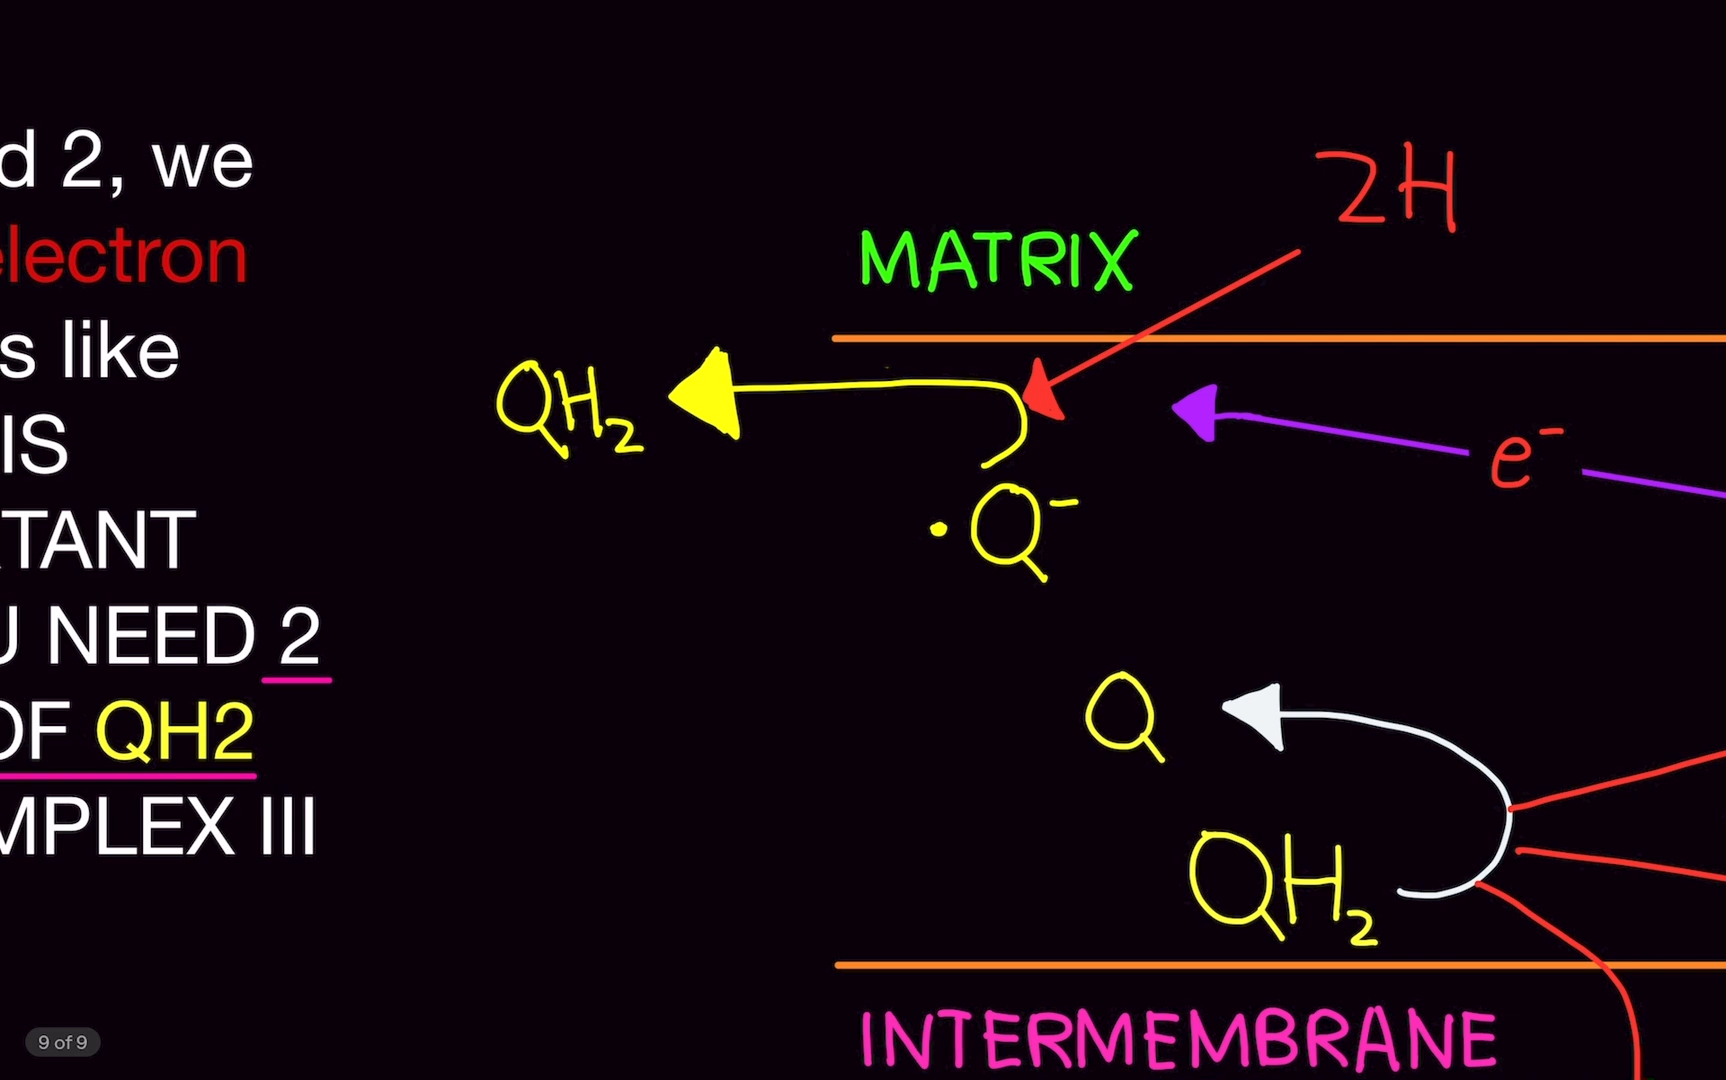 d 2, we
electron
s like
IS
TANT
U NEED 2
OF QH2
MPLEX III
2H
MATRIX
QH2
e-
·Q-
Q
QH2
INTERMEMBRANE
9 of 9